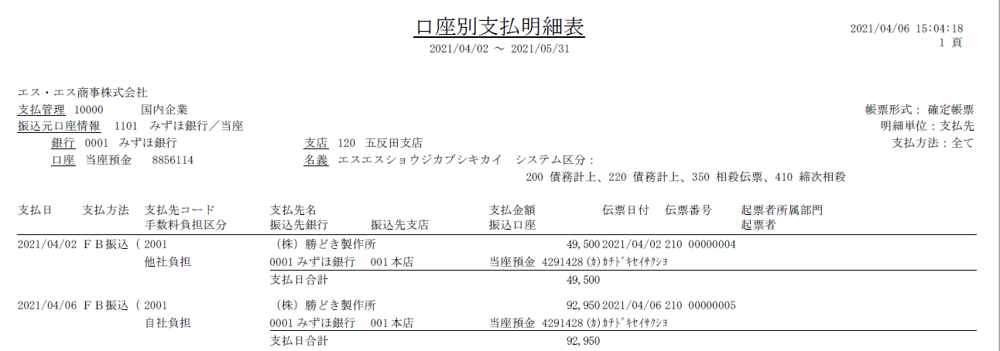 口座別支払明細表
2021/04/02 ～ 2021/05/31
2021/04/06 15:04:18
1 頁
エス・エス商事株式会社
支払管理 10000 国内企業
帳票形式： 確定帳票
振込元口座情報 1101 みずほ銀行／当座
明細単位：支払先
銀行 0001 みずほ銀行 支店 120 五反田支店
支払方法：全て
口座 当座預金 8856114 名義 エスエスショウジカブシキカイ システム区分：
200 債務計上、220 債務計上、350 相殺伝票、410 締次相殺
支払日 支払方法 支払先コード 支払先名 支払金額 伝票日付 伝票番号 起票者所属部門
手数料負担区分 振込先銀行 振込先支店 振込口座 起票者
2021/04/02 ＦＢ振込（ 2001 （株）勝どき製作所 49,500 2021/04/02 210 00000004
他社負担 0001 みずほ銀行 001 本店 当座預金 4291428 (ｶ)ｶﾁﾄﾞｷｾｲｻｸｼﾖ
支払日合計 49,500
2021/04/06 ＦＢ振込（ 2001 （株）勝どき製作所 92,950 2021/04/06 210 00000005
自社負担 0001 みずほ銀行 001 本店 当座預金 4291428 (ｶ)ｶﾁﾄﾞｷｾｲｻｸｼﾖ
支払日合計 92,950